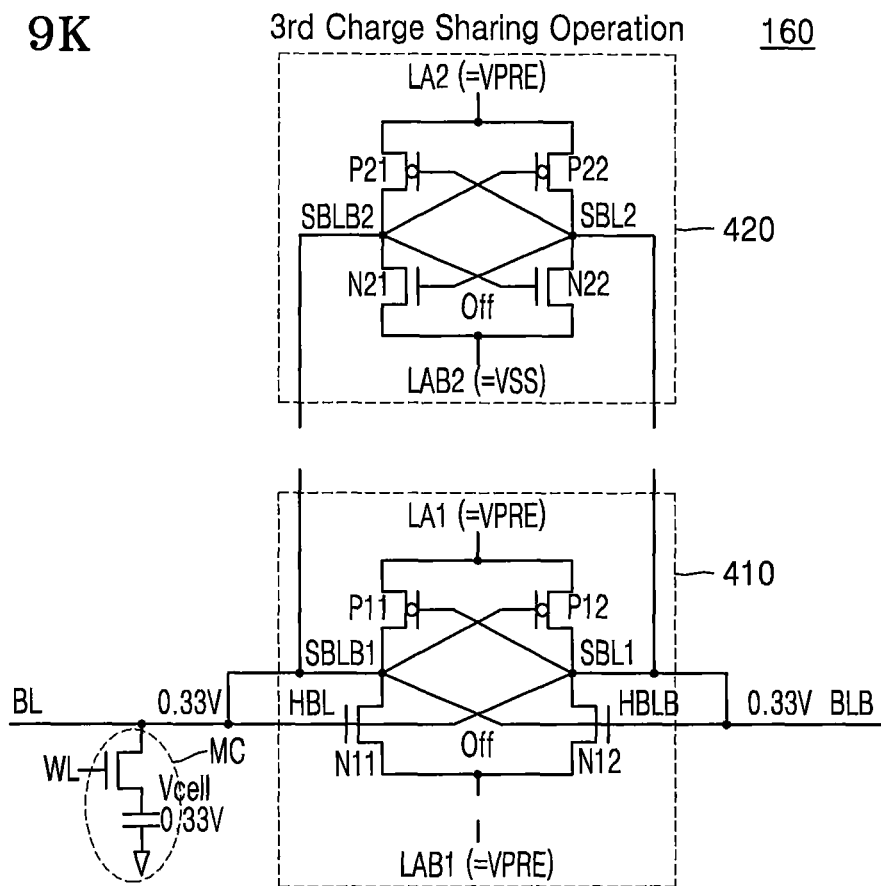 9K
3rd Charge Sharing Operation
160
LA2 (=VPRE)
P21
P22
SBLB2
SBL2
420
N21
N22
Off
LAB2 (=VSS)
LA1 (=VPRE)
410
P11
P12
SBLB1
SBL1
BL
0.33V
HBL
HBLB
0.33V
BLB
Off
MC
N11
N12
WL
Vcell
0.33V
LAB1 (=VPRE)